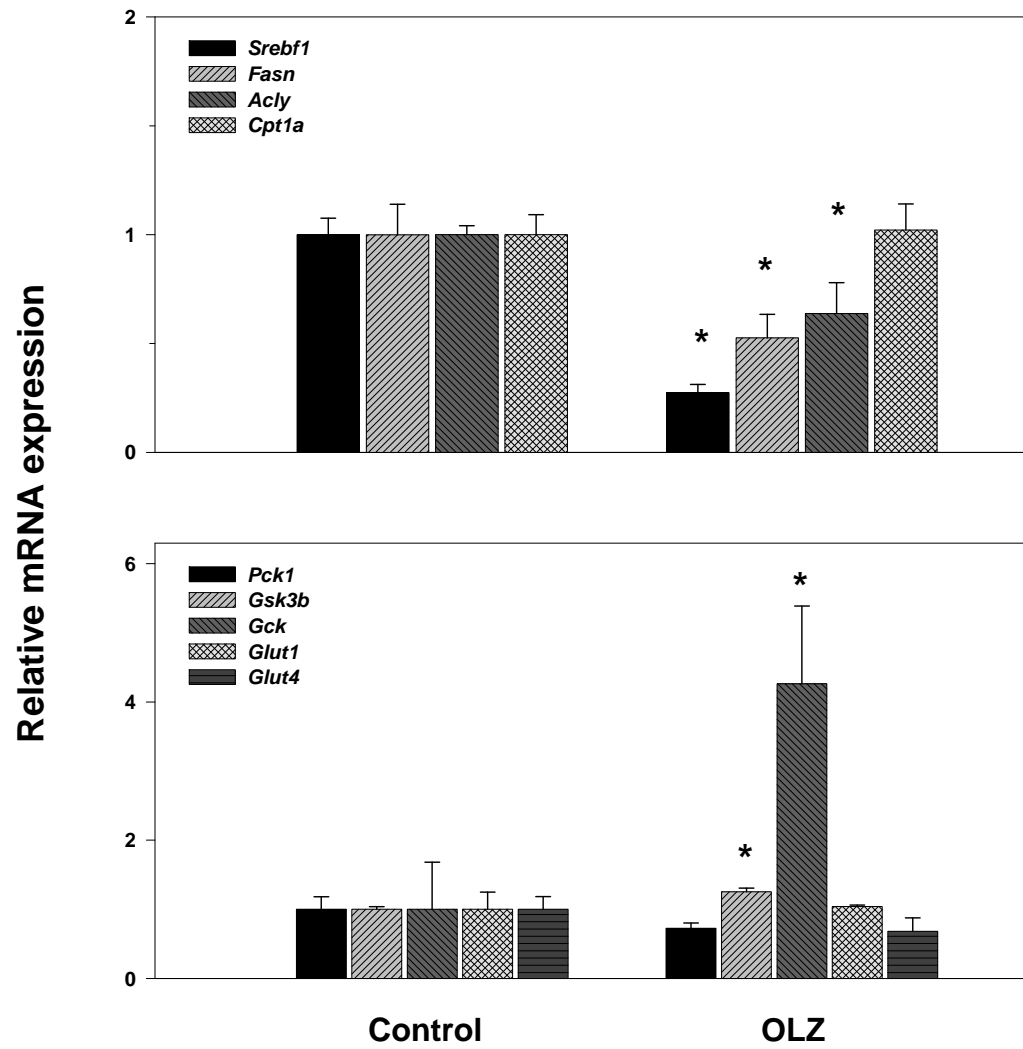 Relative mRNA expression
2
Srebf1
Fasn
Acly
Cpt1a
1
*
*
*
0
6
Pck1
Gsk3b
Gck
Glut1
Glut4
*
4
2
*
0
Control OLZ